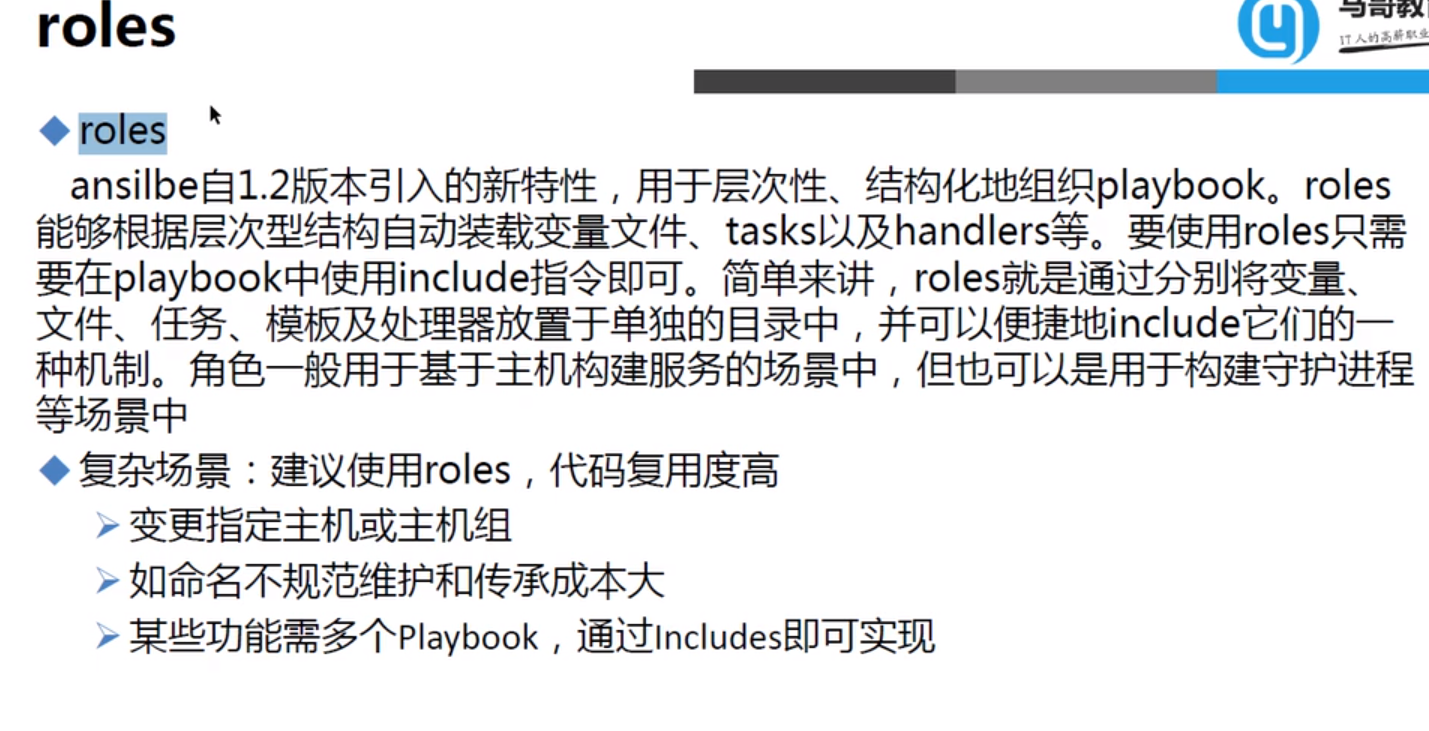 roles
马哥教育
IT人的高薪职业
roles
ansilbe自1.2版本引入的新特性，用于层次性、结构化地组织playbook。roles
能够根据层次型结构自动装载变量文件、tasks以及handlers等。要使用roles只需
要在playbook中使用include指令即可。简单来讲，roles就是通过分别将变量、
文件、任务、模板及处理器放置于单独的目录中，并可以便捷地include它们的一
种机制。角色一般用于基于主机构建服务的场景中，但也可以是用于构建守护进程
等场景中
复杂场景：建议使用roles，代码复用度高
变更指定主机或主机组
如命名不规范维护和传承成本大
某些功能需多个Playbook，通过Includes即可实现